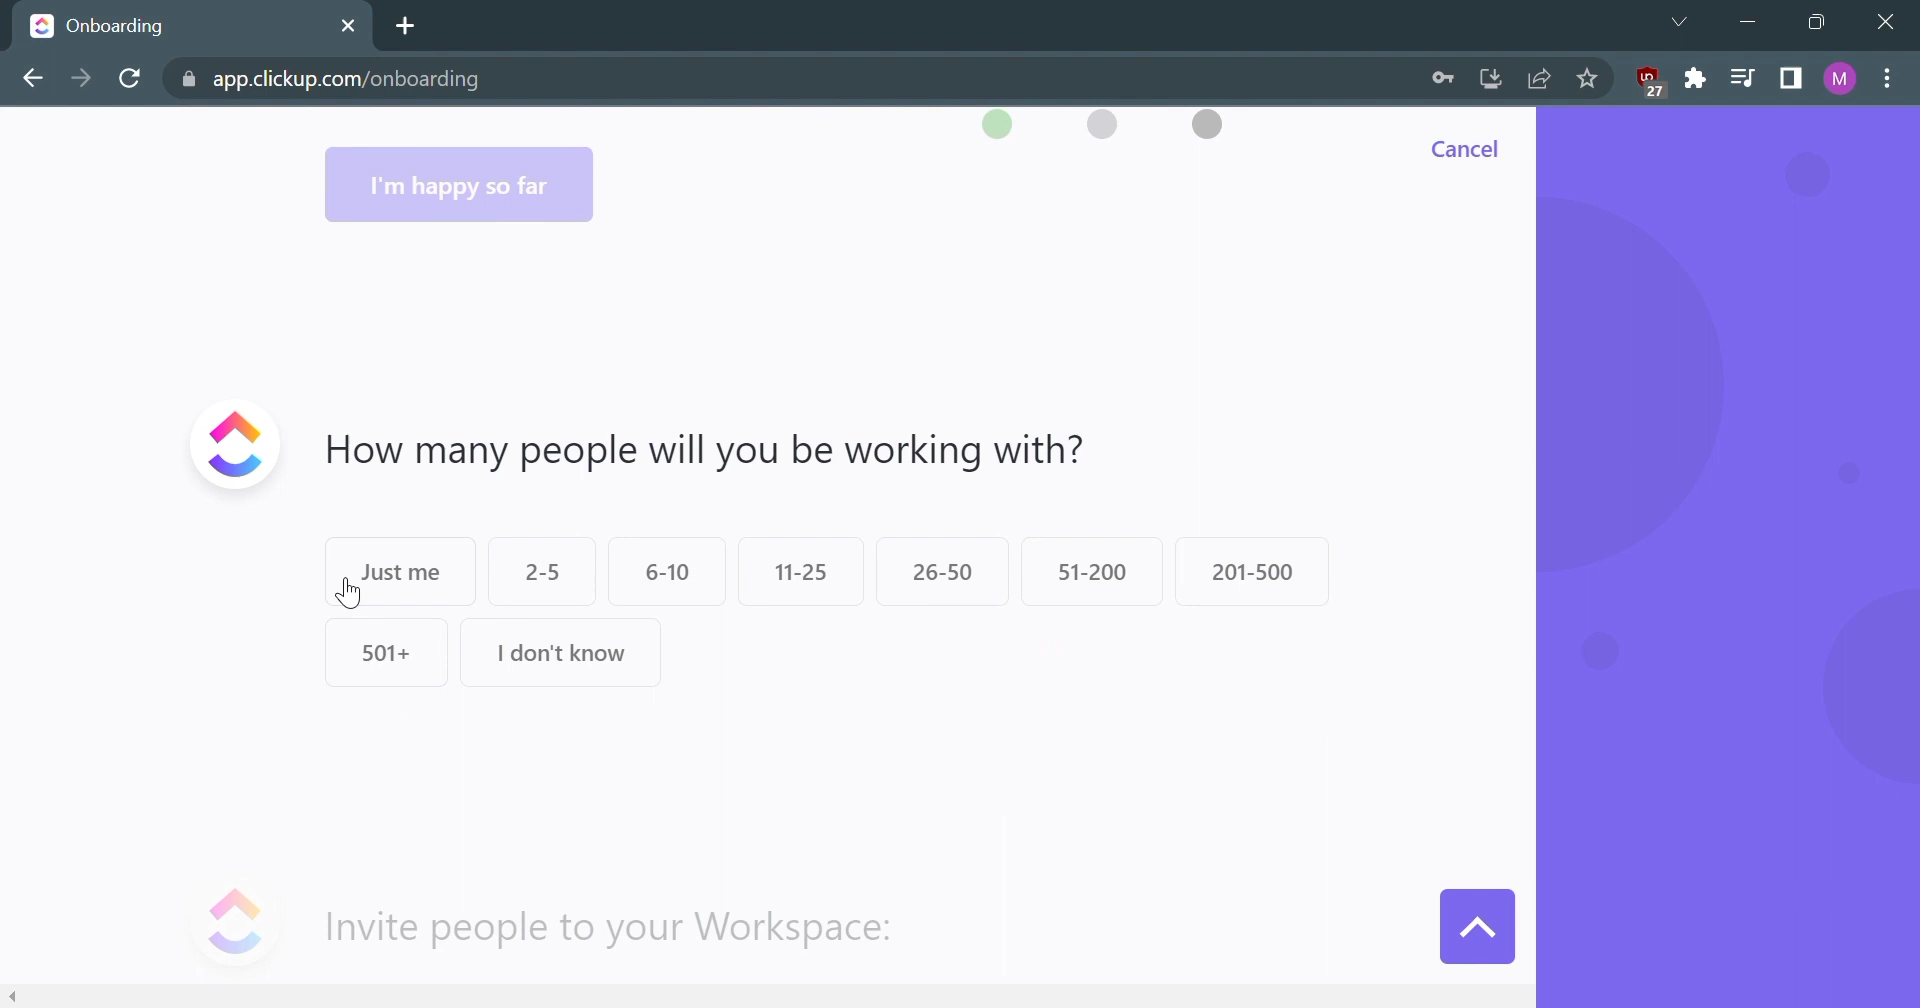 Onboarding
app.clickup.com/onboarding
27
M
Cancel
I'm happy so far
How many people will you be working with?
Just me 2-5 6-10 11-25 26-50 51-200 201-500
501+ I don't know
Invite people to your Workspace: